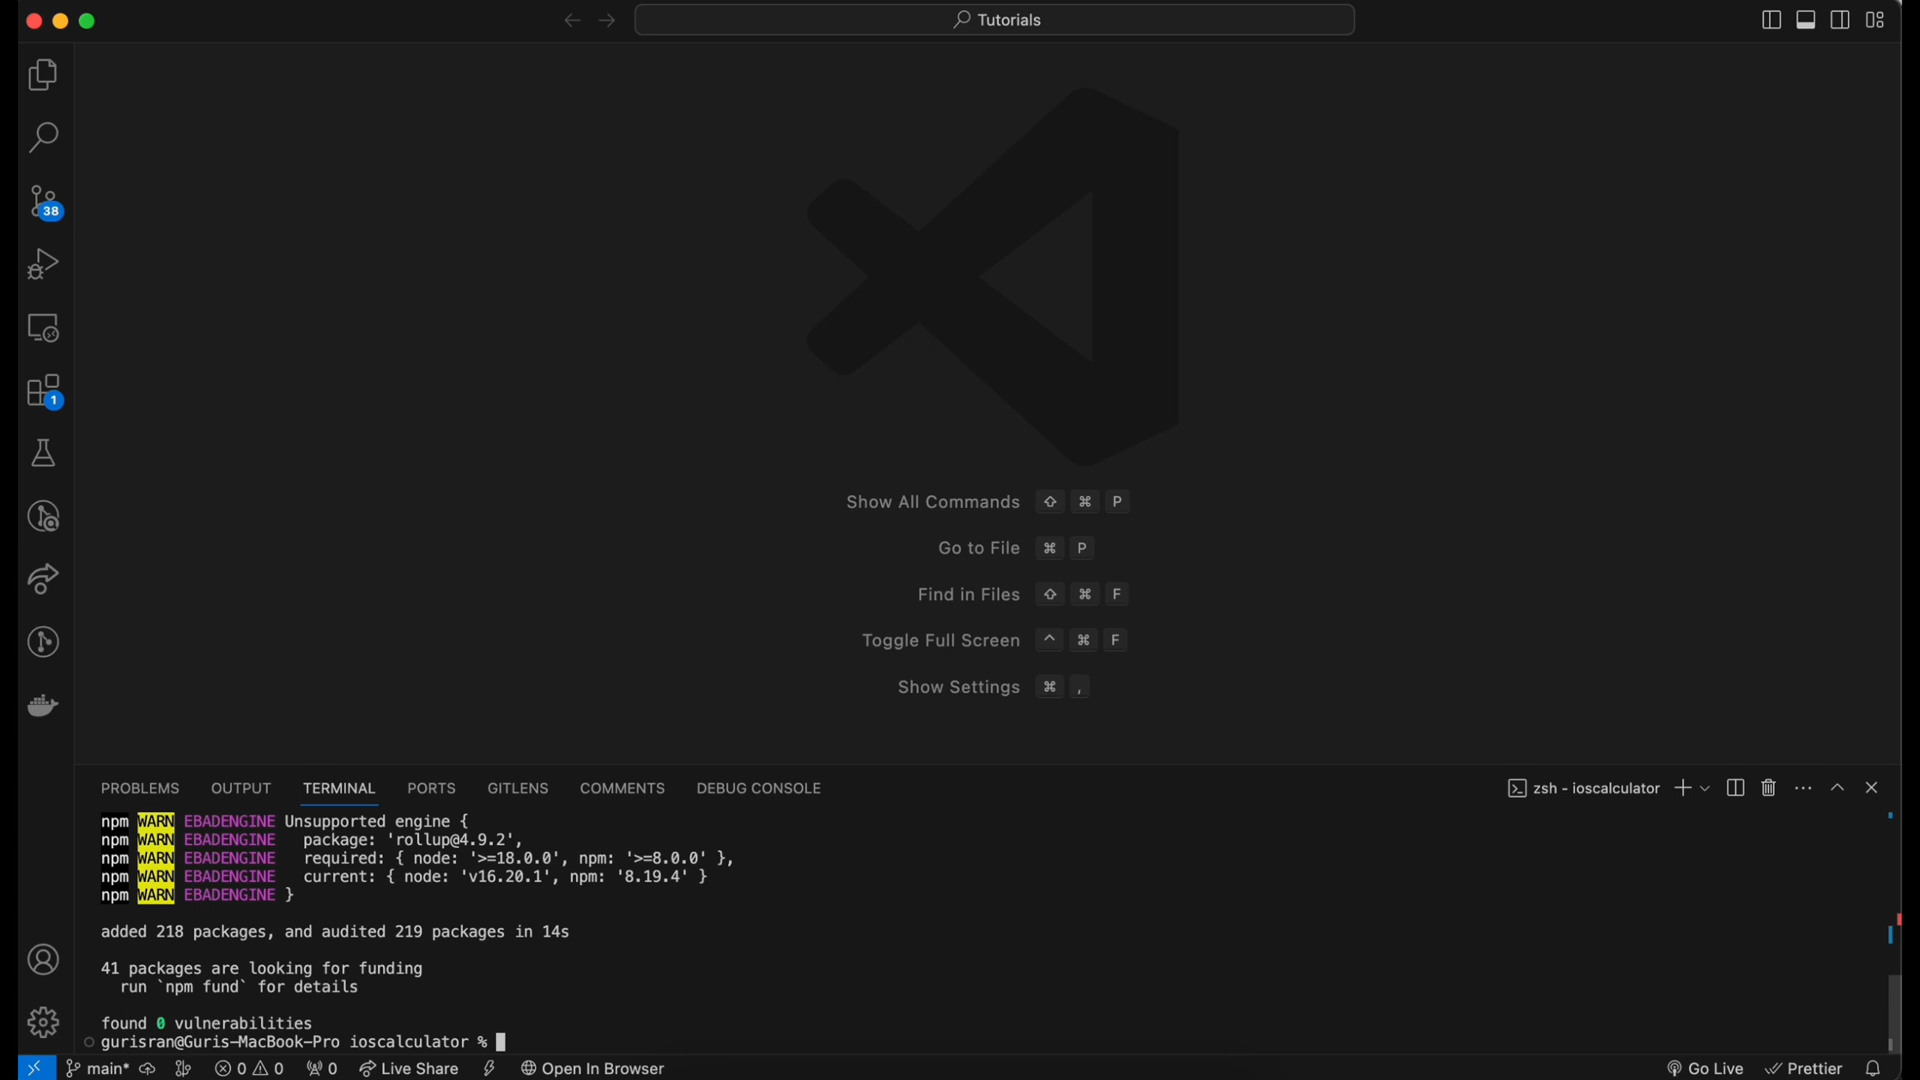 Tutorials
38
1
Show All Commands ⇧ ⌘ P
Go to File ⌘ P
Find in Files ⇧ ⌘ F
Toggle Full Screen ^ ⌘ F
Show Settings ⌘ ,
PROBLEMS OUTPUT TERMINAL PORTS GITLENS COMMENTS DEBUG CONSOLE zsh - ioscalculator
npm WARN EBADENGINE Unsupported engine {
npm WARN EBADENGINE   package: 'rollup@4.9.2',
npm WARN EBADENGINE   required: { node: '>=18.0.0', npm: '>=8.0.0' },
npm WARN EBADENGINE   current: { node: 'v16.20.1', npm: '8.19.4' }
npm WARN EBADENGINE }
added 218 packages, and audited 219 packages in 14s
41 packages are looking for funding
  run `npm fund` for details
found 0 vulnerabilities
gurisran@Guris-MacBook-Pro ioscalculator %
main* 0 0 0 Live Share Open In Browser Go Live Prettier